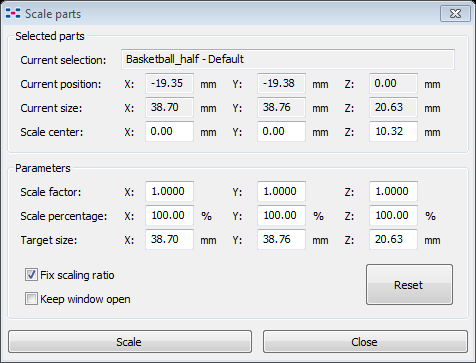 Scale parts
Selected parts
Current selection: Basketball_half - Default
Current position: X: -19.35 mm Y: -19.38 mm Z: 0.00 mm
Current size: X: 38.70 mm Y: 38.76 mm Z: 20.63 mm
Scale center: X: 0.00 mm Y: 0.00 mm Z: 10.32 mm
Parameters
Scale factor: X: 1.0000 Y: 1.0000 Z: 1.0000
Scale percentage: X: 100.00 % Y: 100.00 % Z: 100.00 %
Target size: X: 38.70 mm Y: 38.76 mm Z: 20.63 mm
Fix scaling ratio
Reset
Keep window open
Scale Close